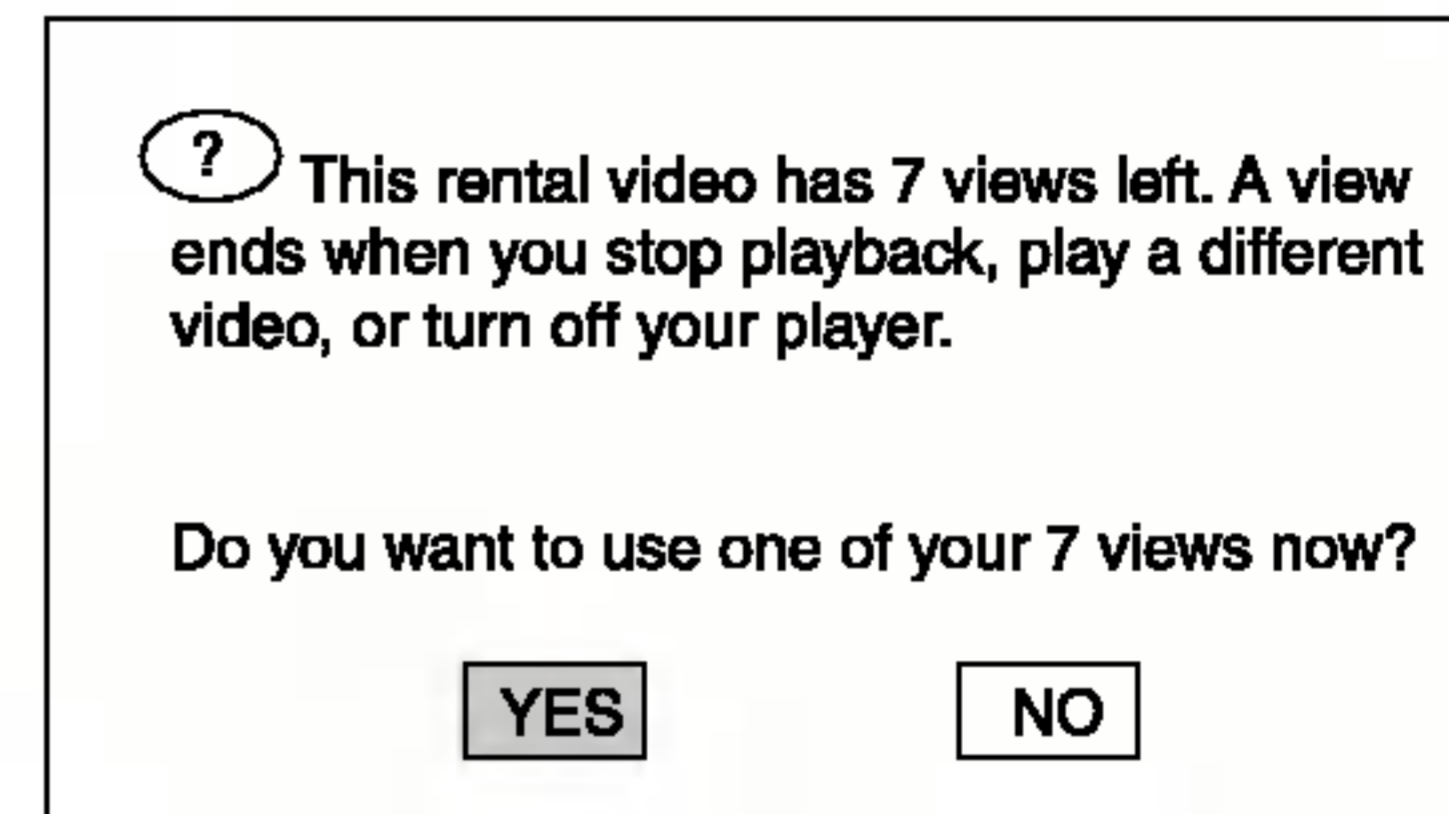 ? This rental video has 7 views left. A view
ends when you stop playback, play a different
video, or turn off your player.
Do you want to use one of your 7 views now?
YES NO